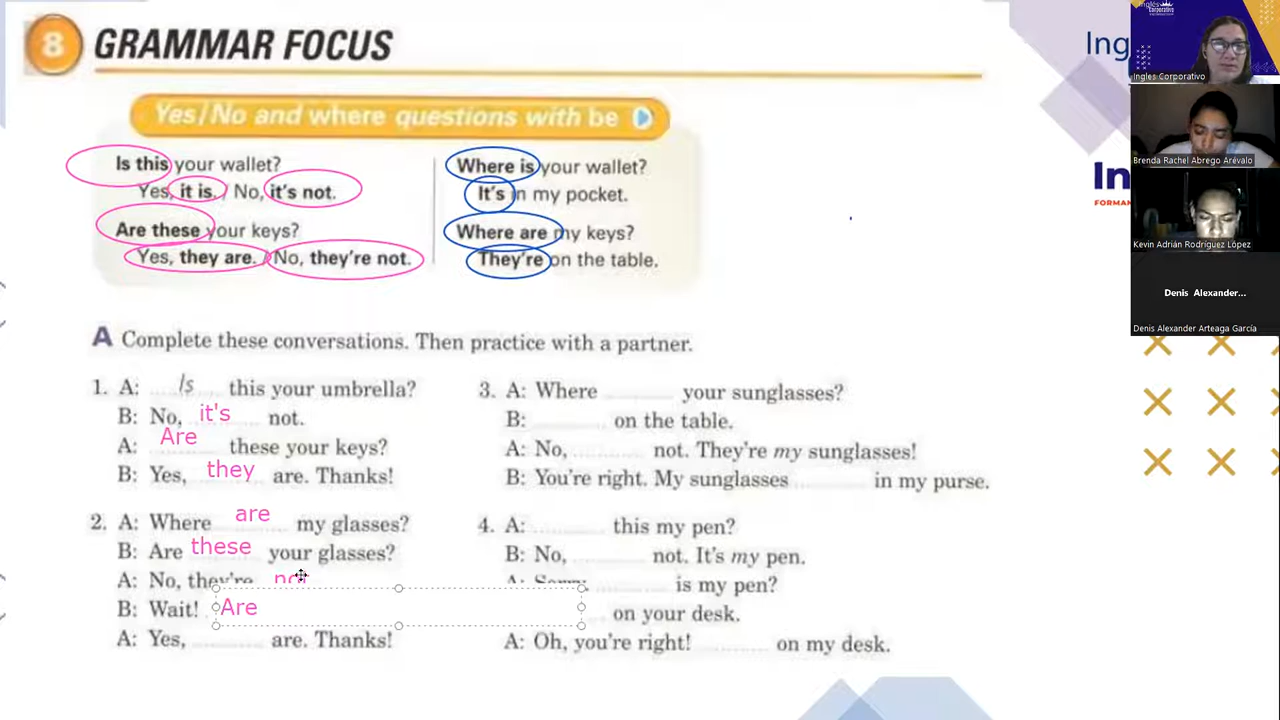 8 GRAMMAR FOCUS
Yes/No and where questions with be
Is this your wallet?
Yes, it is. / No, it's not.
Are these your keys?
Yes, they are. / No, they're not.
Where is your wallet?
It's in my pocket.
Where are my keys?
They're on the table.
A Complete these conversations. Then practice with a partner.
1. A: Is this your umbrella?
B: No, it's not.
A: Are these your keys?
B: Yes, they are. Thanks!
2. A: Where are my glasses?
B: Are these your glasses?
A: No, they're not
B: Wait! Are
A: Yes, are. Thanks!
3. A: Where your sunglasses?
B: on the table.
A: No, not. They're my sunglasses!
B: You're right. My sunglasses in my purse.
4. A: this my pen?
B: No, not. It's my pen.
A: Sorry. is my pen?
on your desk.
A: Oh, you're right! on my desk.
Ing
In
Inglés
Corporativo
Ingles Corporativo
Brenda Rachel Abrego Arévalo
Kevin Adrián Rodríguez López
Denis Alexander...
Denis Alexander Arteaga García